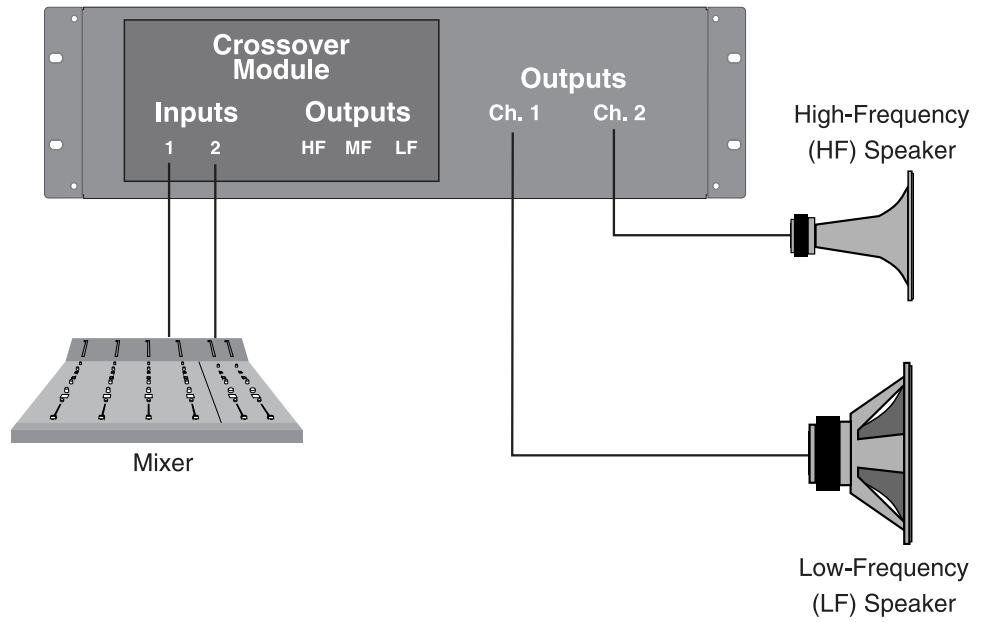 Crossover
Module
Inputs Outputs
1 2 HF MF LF
Outputs
Ch. 1 Ch. 2
High-Frequency
(HF) Speaker
Mixer
Low-Frequency
(LF) Speaker